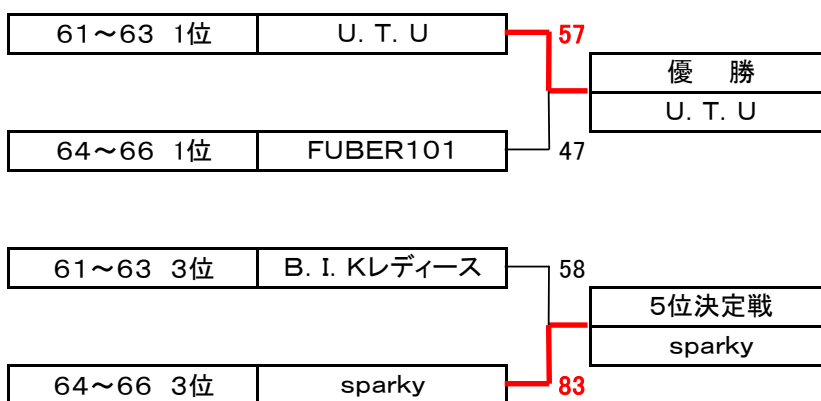 61～63 1位 U．T．U 57
優 勝
U．T．U
64～66 1位 FUBER101 47
61～63 3位 B．I．Kレディース 58
5位決定戦
sparky
64～66 3位 sparky 83